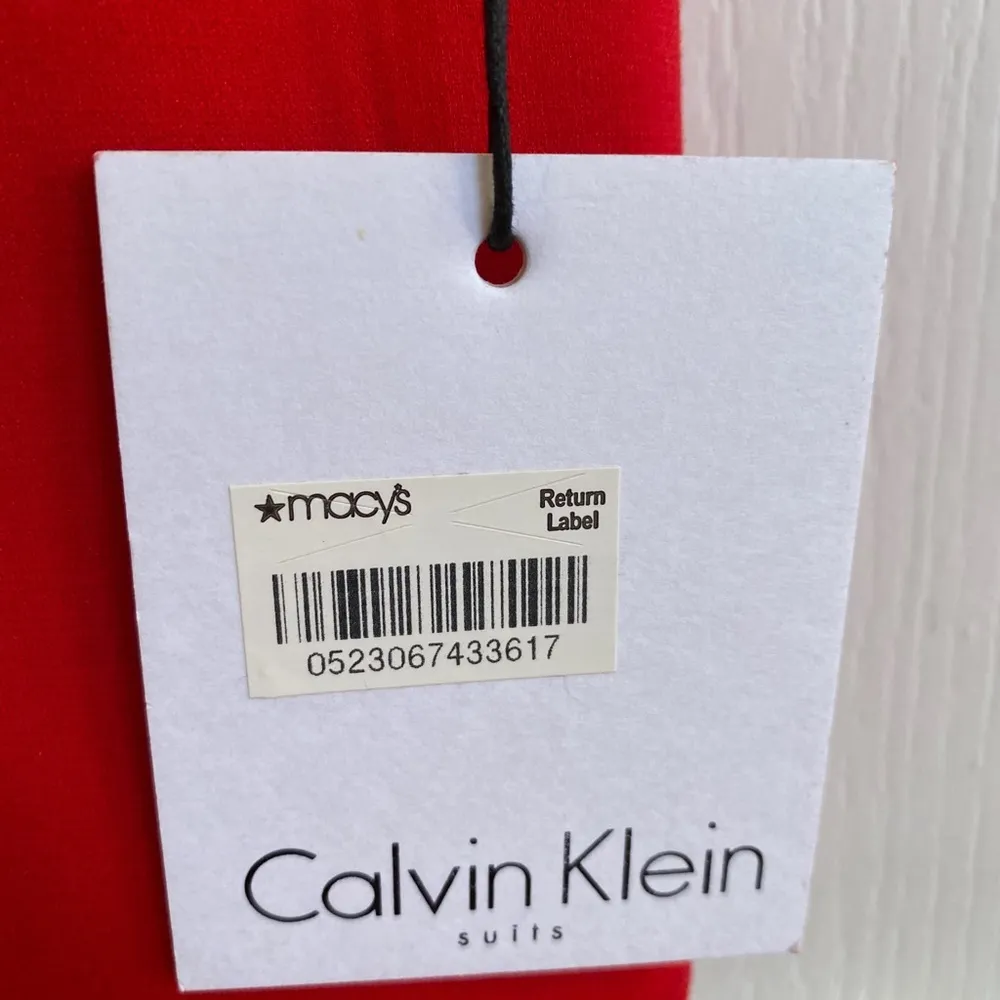 macy's
Return
Label
0523067433617
Calvin Klein
suits